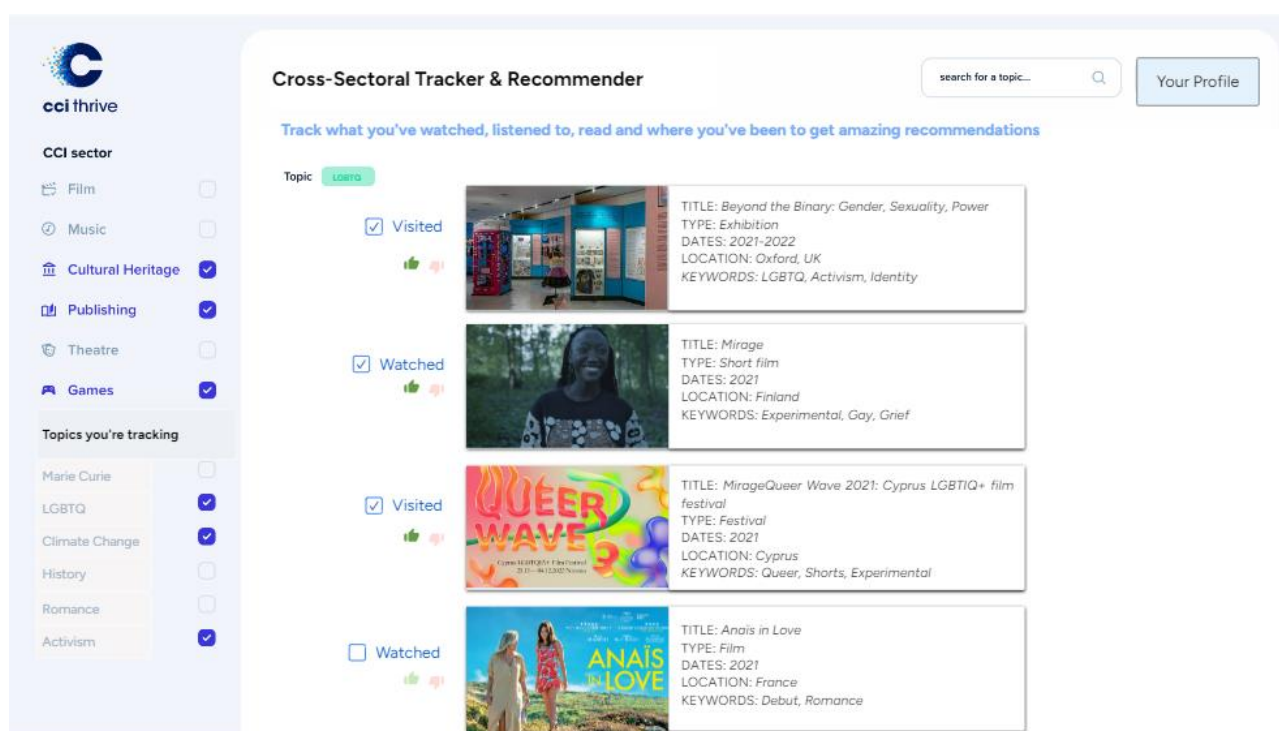 cci thrive
Cross-Sectoral Tracker & Recommender
search for a topic...
Your Profile
Track what you've watched, listened to, read and where you've been to get amazing recommendations
CCI sector
Film
Music
Cultural Heritage
Publishing
Theatre
Games
Topics you're tracking
Marie Curie
LGBTQ
Climate Change
History
Romance
Activism
Topic LGBTQ
Visited
TITLE: Beyond the Binary: Gender, Sexuality, Power
TYPE: Exhibition
DATES: 2021-2022
LOCATION: Oxford, UK
KEYWORDS: LGBTQ, Activism, Identity
Watched
TITLE: Mirage
TYPE: Short film
DATES: 2021
LOCATION: Finland
KEYWORDS: Experimental, Gay, Grief
Visited
QUEER
WAVE
TITLE: MirageQueer Wave 2021: Cyprus LGBTIQ+ film
festival
TYPE: Festival
DATES: 2021
LOCATION: Cyprus
KEYWORDS: Queer, Shorts, Experimental
Watched
ANAÏS
IN LOVE
TITLE: Anaïs in Love
TYPE: Film
DATES: 2021
LOCATION: France
KEYWORDS: Debut, Romance